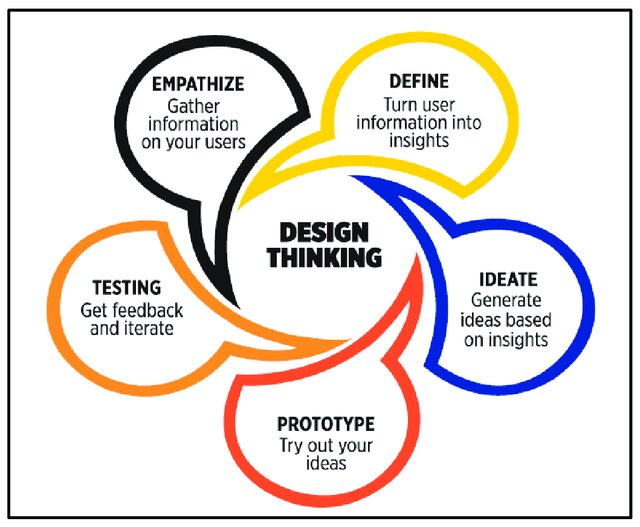 EMPATHIZE
Gather
information
on your users
DEFINE
Turn user
information into
insights
DESIGN
THINKING
IDEATE
Generate
ideas based
on insights
PROTOTYPE
Try out your
ideas
TESTING
Get feedback
and iterate